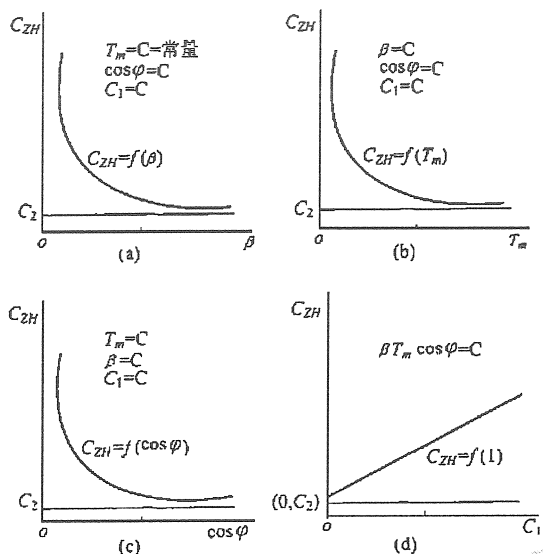 C_ZH
T_m=C=常量
cosφ=C
C_1=C
C_ZH=f(β)
C_2
o
β
(a)
C_ZH
β=C
cosφ=C
C_1=C
C_ZH=f(T_m)
C_2
o
T_m
(b)
C_ZH
T_m=C
β=C
C_1=C
C_ZH=f(cosφ)
C_2
o
cosφ
(c)
C_ZH
βT_m cosφ=C
C_ZH=f(1)
(0,C_2)
o
C_1
(d)